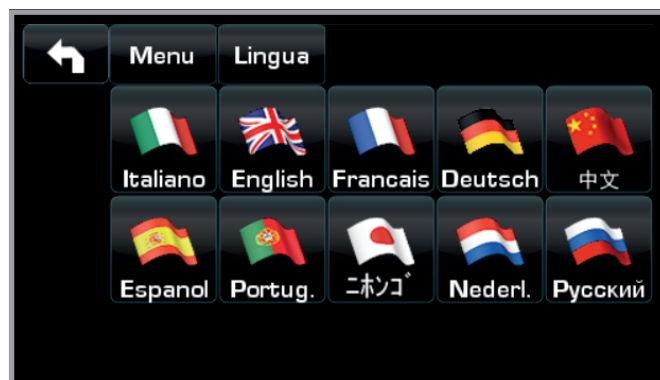 Menu Lingua
Italiano English Francais Deutsch 中文
Espanol Portug. ニホンゴ Nederl. Русский